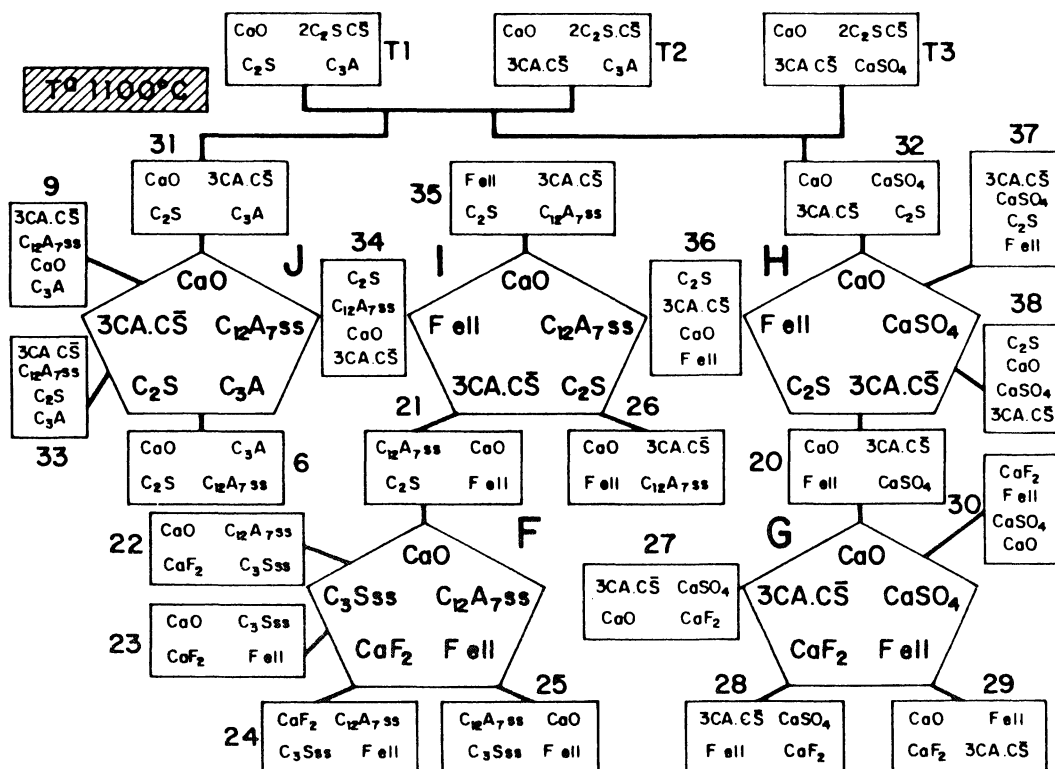 CaO 2C₂S.CS̄
C₂S C₃A
T1
CaO 2C₂S.CS̄
3CA.CS̄ C₃A
T2
CaO 2C₂S CS̄
3CA CS̄ CaSO₄
T3
Tª 1100ºC
31
CaO 3CA.CS̄
C₂S C₃A
35
Fell 3CA.CS̄
C₂S C₁₂A₇ss
32
CaO CaSO₄
3CA.CS̄ C₂S
37
3CA.CS̄
CaSO₄
C₂S
Fell
9
3CA.CS̄
C₁₂A₇ss
CaO
C₃A
J
CaO
3CA.CS̄ C₁₂A₇ss
C₂S C₃A
34
C₂S
C₁₂A₇ss
CaO
3CA.CS̄
I
CaO
Fell C₁₂A₇ss
3CA.CS̄ C₂S
36
C₂S
3CA.CS̄
CaO
Fell
H
CaO
Fell CaSO₄
C₂S 3CA.CS̄
38
C₂S
CaO
CaSO₄
3CA.CS̄
3CA CS̄
C₁₂A₇ss
C₂S
C₃A
33
CaO C₃A
C₂S C₁₂A₇ss
6
21
C₁₂A₇ss CaO
C₂S Fell
26
CaO 3CA.CS̄
Fell C₁₂A₇ss
20
CaO 3CA.CS̄
Fell CaSO₄
30
CaF₂
Fell
CaSO₄
CaO
22
CaO C₁₂A₇ss
CaF₂ C₃Sss
F
CaO
C₃Sss C₁₂A₇ss
CaF₂ Fell
27
3CA.CS̄ CaSO₄
CaO CaF₂
G
CaO
3CA.CS̄ CaSO₄
CaF₂ Fell
23
CaO C₃Sss
CaF₂ Fell
24
CaF₂ C₁₂A₇ss
C₃Sss Fell
25
C₁₂A₇ss CaO
C₃Sss Fell
28
3CA.CS̄ CaSO₄
Fell CaF₂
29
CaO Fell
CaF₂ 3CA.CS̄